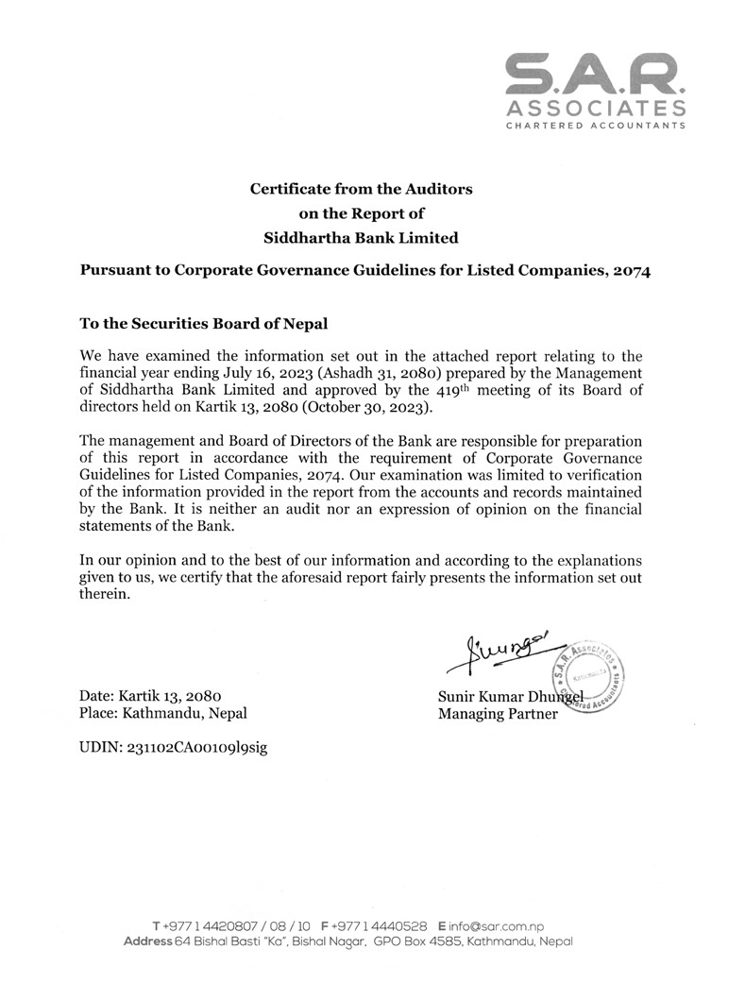 S.A.R.
ASSOCIATES
CHARTERED ACCOUNTANTS
Certificate from the Auditors
on the Report of
Siddhartha Bank Limited
Pursuant to Corporate Governance Guidelines for Listed Companies, 2074
To the Securities Board of Nepal
We have examined the information set out in the attached report relating to the
financial year ending July 16, 2023 (Ashadh 31, 2080) prepared by the Management
of Siddhartha Bank Limited and approved by the 419th meeting of its Board of
directors held on Kartik 13, 2080 (October 30, 2023).
The management and Board of Directors of the Bank are responsible for preparation
of this report in accordance with the requirement of Corporate Governance
Guidelines for Listed Companies, 2074. Our examination was limited to verification
of the information provided in the report from the accounts and records maintained
by the Bank. It is neither an audit nor an expression of opinion on the financial
statements of the Bank.
In our opinion and to the best of our information and according to the explanations
given to us, we certify that the aforesaid report fairly presents the information set out
therein.
S.A.R. Associates
Kathmandu
Chartered Accountants
Date: Kartik 13, 2080
Sunir Kumar Dhungel
Place: Kathmandu, Nepal
Managing Partner
UDIN: 231102CA00109l9sig
T +977 1 4420807 / 08 / 10 F +977 1 4440528 E info@sar.com.np
Address 64 Bishal Basti "Ka", Bishal Nagar, GPO Box 4585, Kathmandu, Nepal